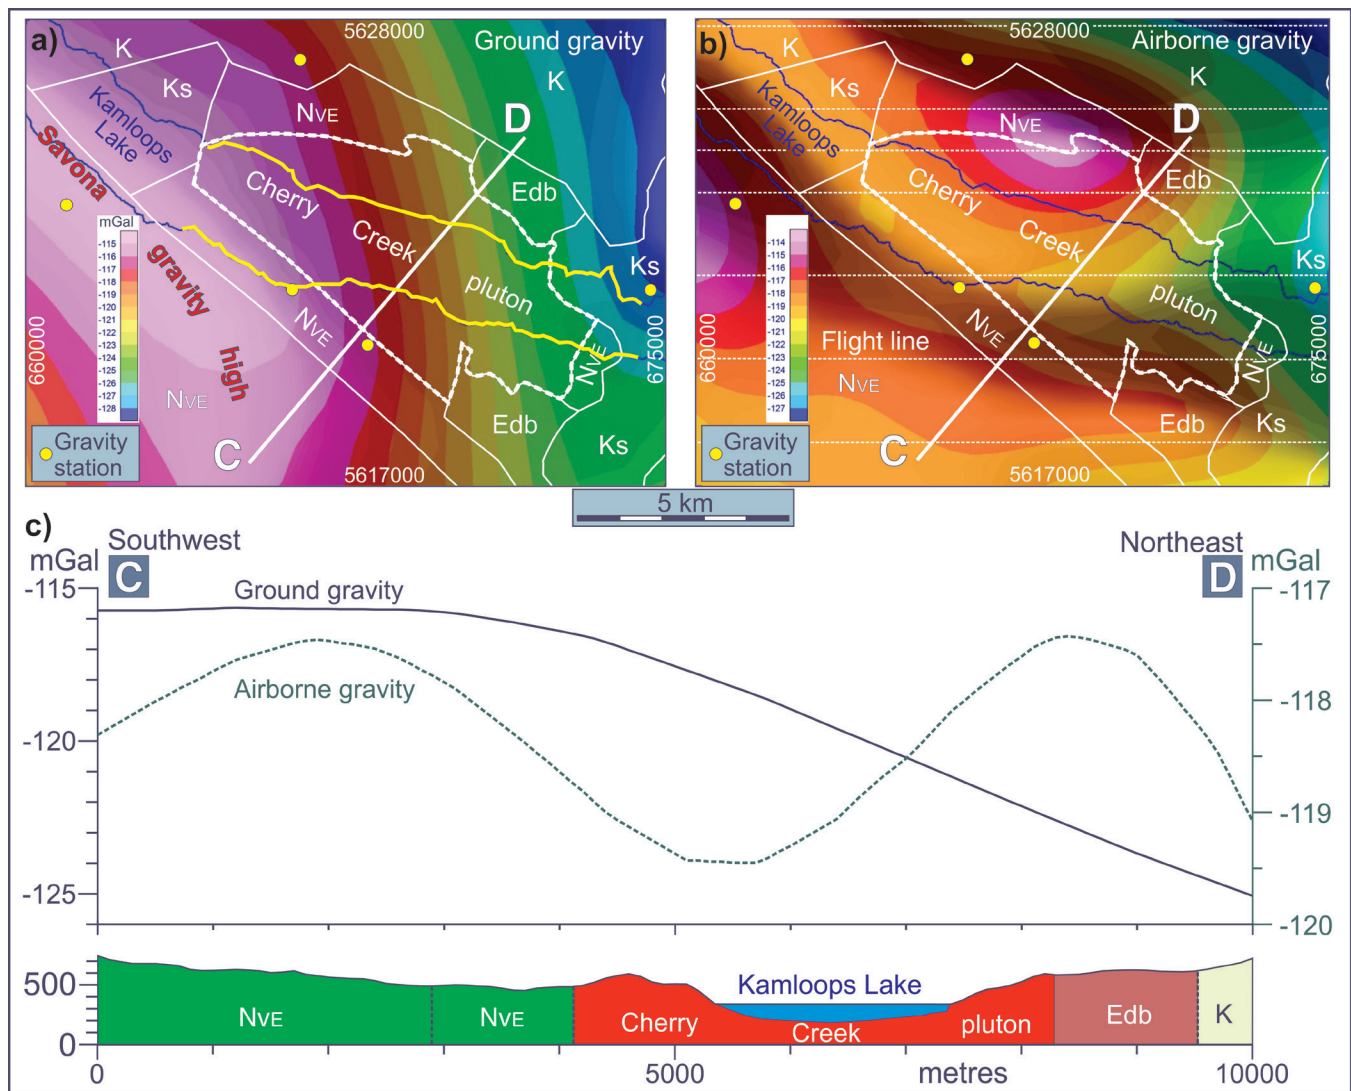 a)
5628000
Ground gravity
K
Ks
Kamloops
Lake
NVE
K
D
Savona
Cherry
Edb
mGal
-115
-116
-117
-118
-119
-120
-121
-122
-123
-124
-125
-126
-127
-128
gravity
Creek
Ks
pluton
NVE
660000
high
675000
NVE
NVE
Edb
Ks
C
Gravity
station
5617000
b)
5628000
Airborne gravity
K
K
Ks
Kamloops
Lake
NVE
D
Cherry
Edb
mGal
-114
-115
-116
-117
-118
-119
-120
-121
-122
-123
-124
-125
-126
-127
Creek
Ks
pluton
660000
Flight line
NVE
675000
NVE
NVE
Edb
Ks
C
Gravity
station
5617000
5 km
c)
Southwest
Northeast
mGal
C
D
mGal
-115
Ground gravity
-117
Airborne gravity
-118
-120
-119
-125
-120
500
Kamloops Lake
NVE
NVE
Cherry
Creek
pluton
Edb
K
0
0
5000
metres
10000